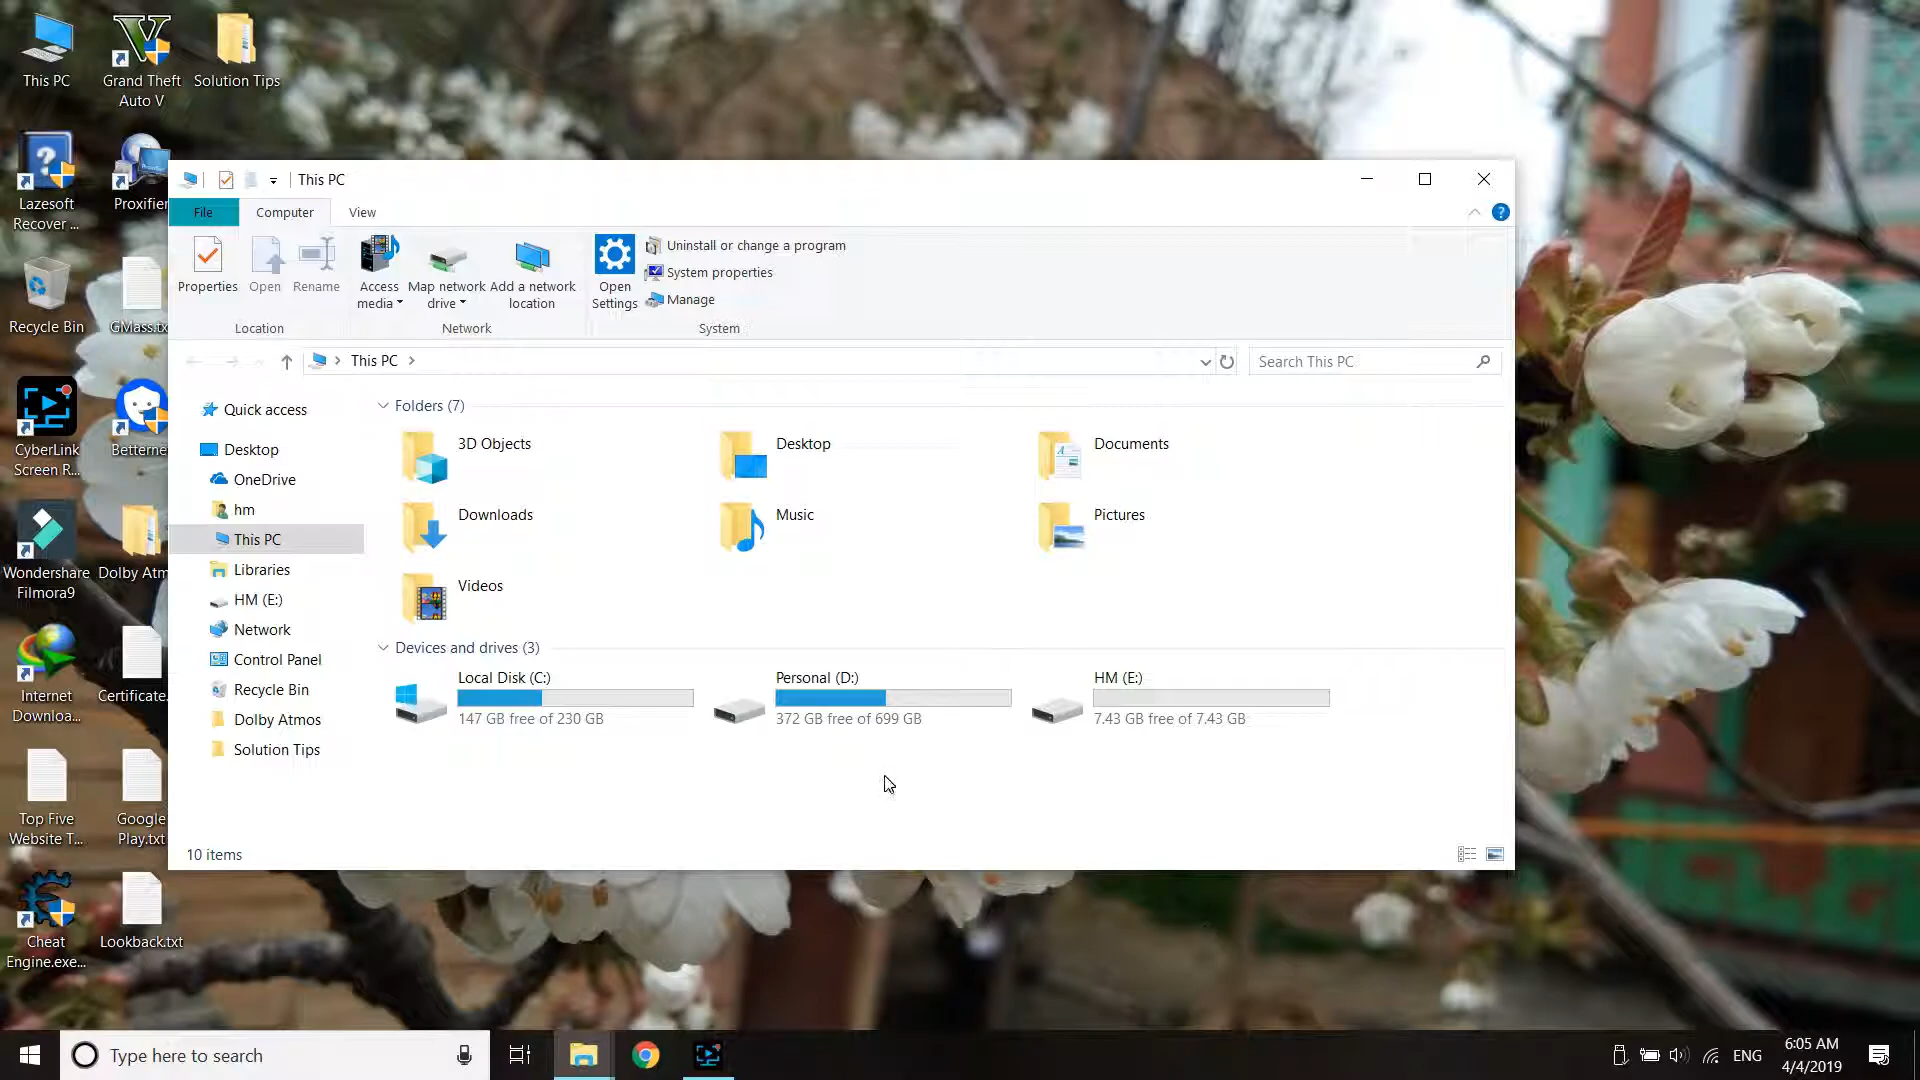 This PC
Grand Theft
Auto V
Solution Tips
Lazesoft
Recover ...
Proxifier
Recycle Bin
GMass.tx
CyberLink
Screen R...
Betterne
Wondershare
Filmora9
Dolby Atm
Internet
Downloa...
Certificate.
Top Five
Website T...
Google
Play.txt
Cheat
Engine.exe...
Lookback.txt
This PC
File
Computer
View
Properties
Open
Rename
Access
media
Map network
drive
Add a network
location
Open
Settings
Uninstall or change a program
System properties
Manage
Location
Network
System
This PC
Search This PC
Quick access
Desktop
OneDrive
hm
This PC
Libraries
HM (E:)
Network
Control Panel
Recycle Bin
Dolby Atmos
Solution Tips
Folders (7)
3D Objects
Desktop
Documents
Downloads
Music
Pictures
Videos
Devices and drives (3)
Local Disk (C:)
147 GB free of 230 GB
Personal (D:)
372 GB free of 699 GB
HM (E:)
7.43 GB free of 7.43 GB
10 items
Type here to search
ENG
6:05 AM
4/4/2019